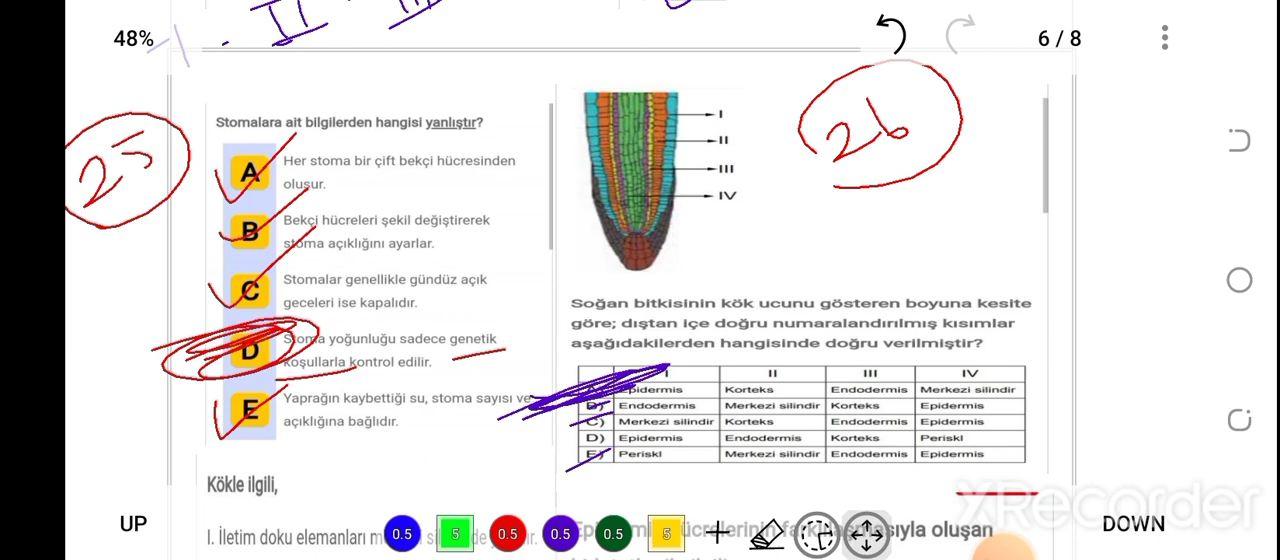 II
48%
6 / 8
25
Stomalara ait bilgilerden hangisi yanlıştır?
A Her stoma bir çift bekçi hücresinden
oluşur.
B Bekçi hücreleri şekil değiştirerek
stoma açıklığını ayarlar.
C Stomalar genellikle gündüz açık
geceleri ise kapalıdır.
D Stoma yoğunluğu sadece genetik
koşullarla kontrol edilir.
E Yaprağın kaybettiği su, stoma sayısı ve
açıklığına bağlıdır.
Kökle ilgili,
I. İletim doku elemanları
26
I
II
III
IV
Soğan bitkisinin kök ucunu gösteren boyuna kesite
göre; dıştan içe doğru numaralandırılmış kısımlar
aşağıdakilerden hangisinde doğru verilmiştir?
I II III IV
A) Epidermis Korteks Endodermis Merkezi silindir
B) Endodermis Merkezi silindir Korteks Epidermis
C) Merkezi silindir Korteks Endodermis Epidermis
D) Epidermis Endodermis Korteks Periskl
E) Periskl Merkezi silindir Endodermis Epidermis
oluşan
XRecorder
UP
0.5 5 0.5 0.5 0.5 5
DOWN